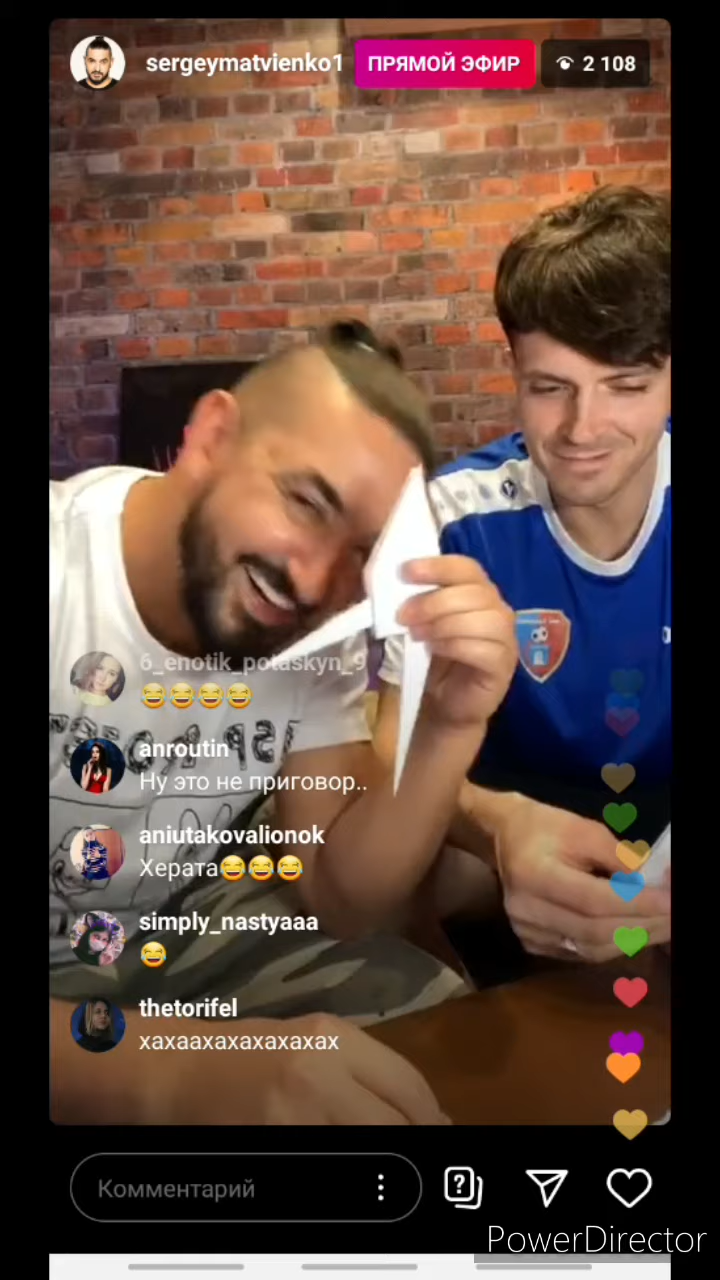 sergeymatvienko1
ПРЯМОЙ ЭФИР
2 108
6_enotik_potaskyn_9
😂😂😂😂
anroutin
Ну это не приговор..
aniutakovalionok
Херата😂😂😂
simply_nastyaaa
😂
thetorifel
хахаахахахахахах
Комментарий
PowerDirector